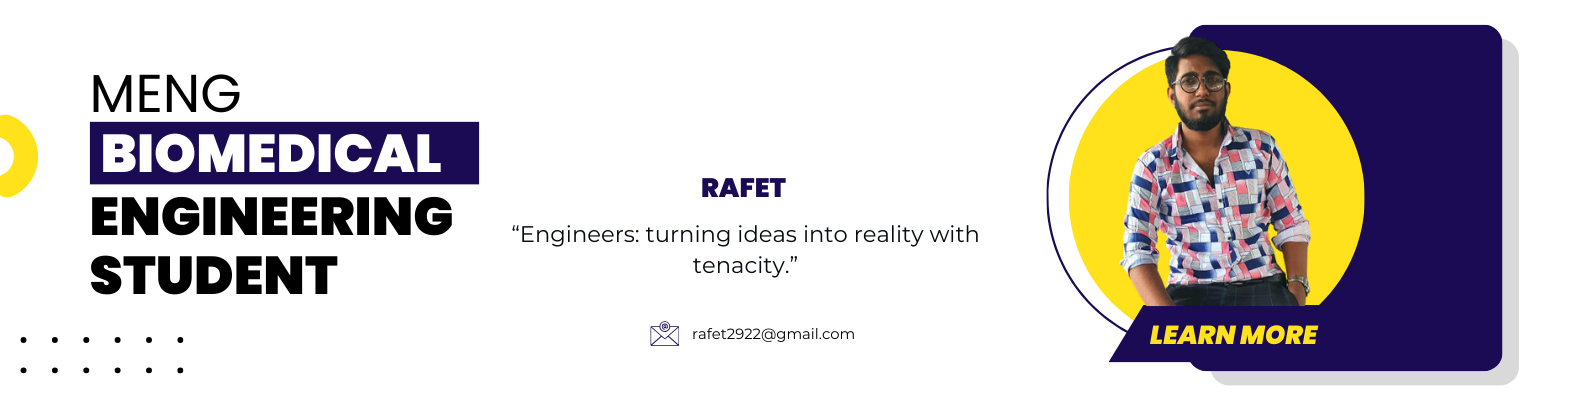 MENG
BIOMEDICAL
ENGINEERING
STUDENT
RAFET
“Engineers: turning ideas into reality with
tenacity.”
@
rafet2922@gmail.com
LEARN MORE